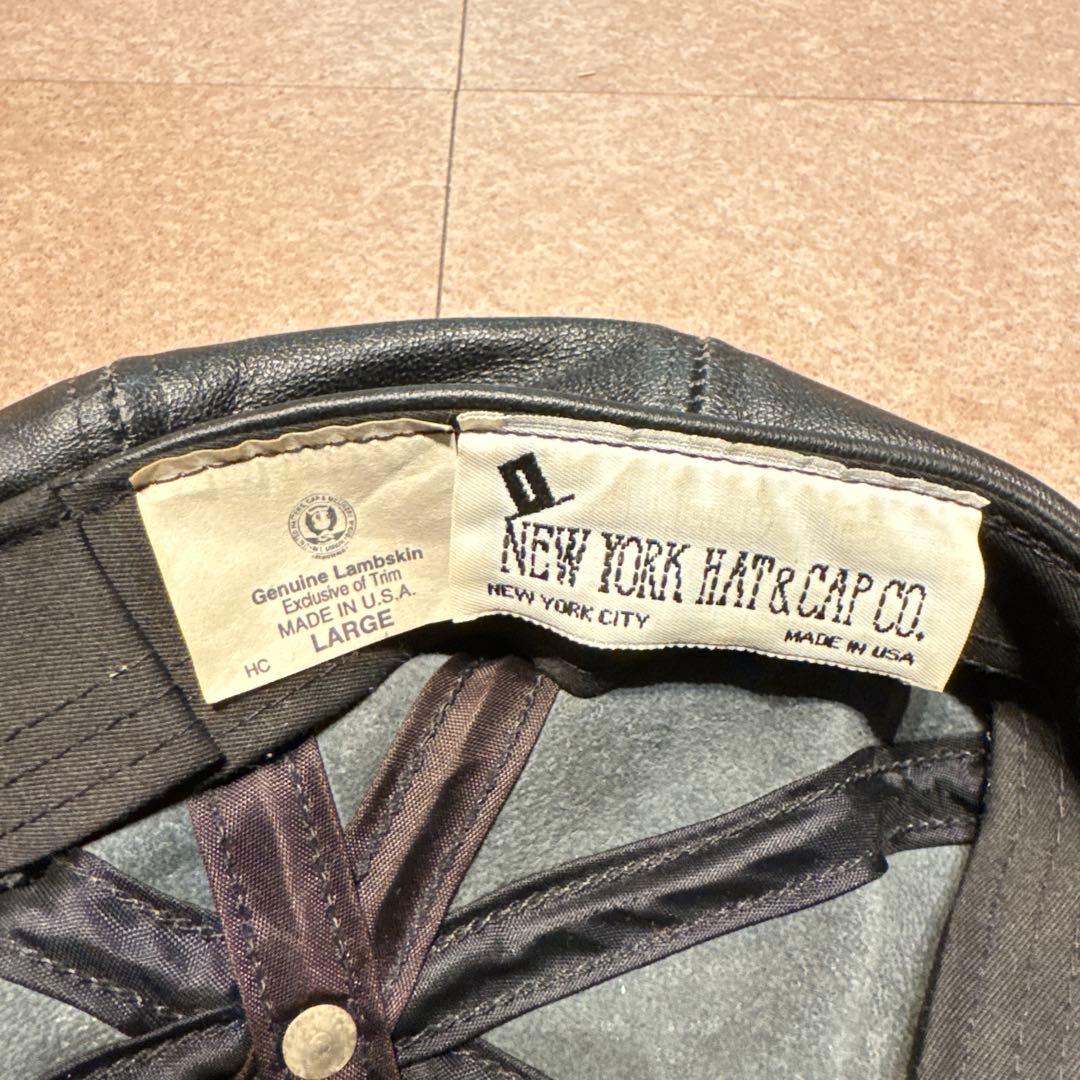 Genuine Lambskin
Exclusive of Trim
MADE IN U.S.A.
LARGE
HC
NEW YORK HAT & CAP CO.
NEW YORK CITY
MADE IN USA